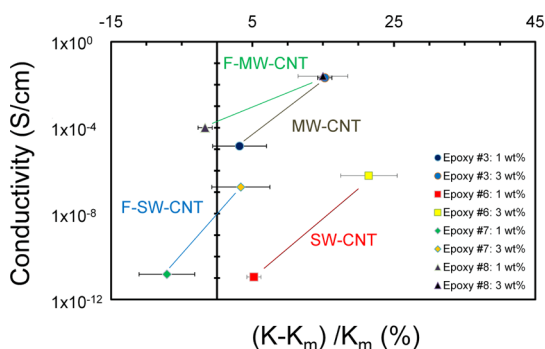 -15
5
15
25
1x10⁰
F-MW-CNT
MW-CNT
1x10⁻⁴
F-SW-CNT
1x10⁻⁸
SW-CNT
1x10⁻¹²
Conductivity (S/cm)
Epoxy #3: 1 wt%
Epoxy #3: 3 wt%
Epoxy #6: 1 wt%
Epoxy #6: 3 wt%
Epoxy #7: 1 wt%
Epoxy #7: 3 wt%
Epoxy #8: 1 wt%
Epoxy #8: 3 wt%
(K-Kₘ) /Kₘ (%)